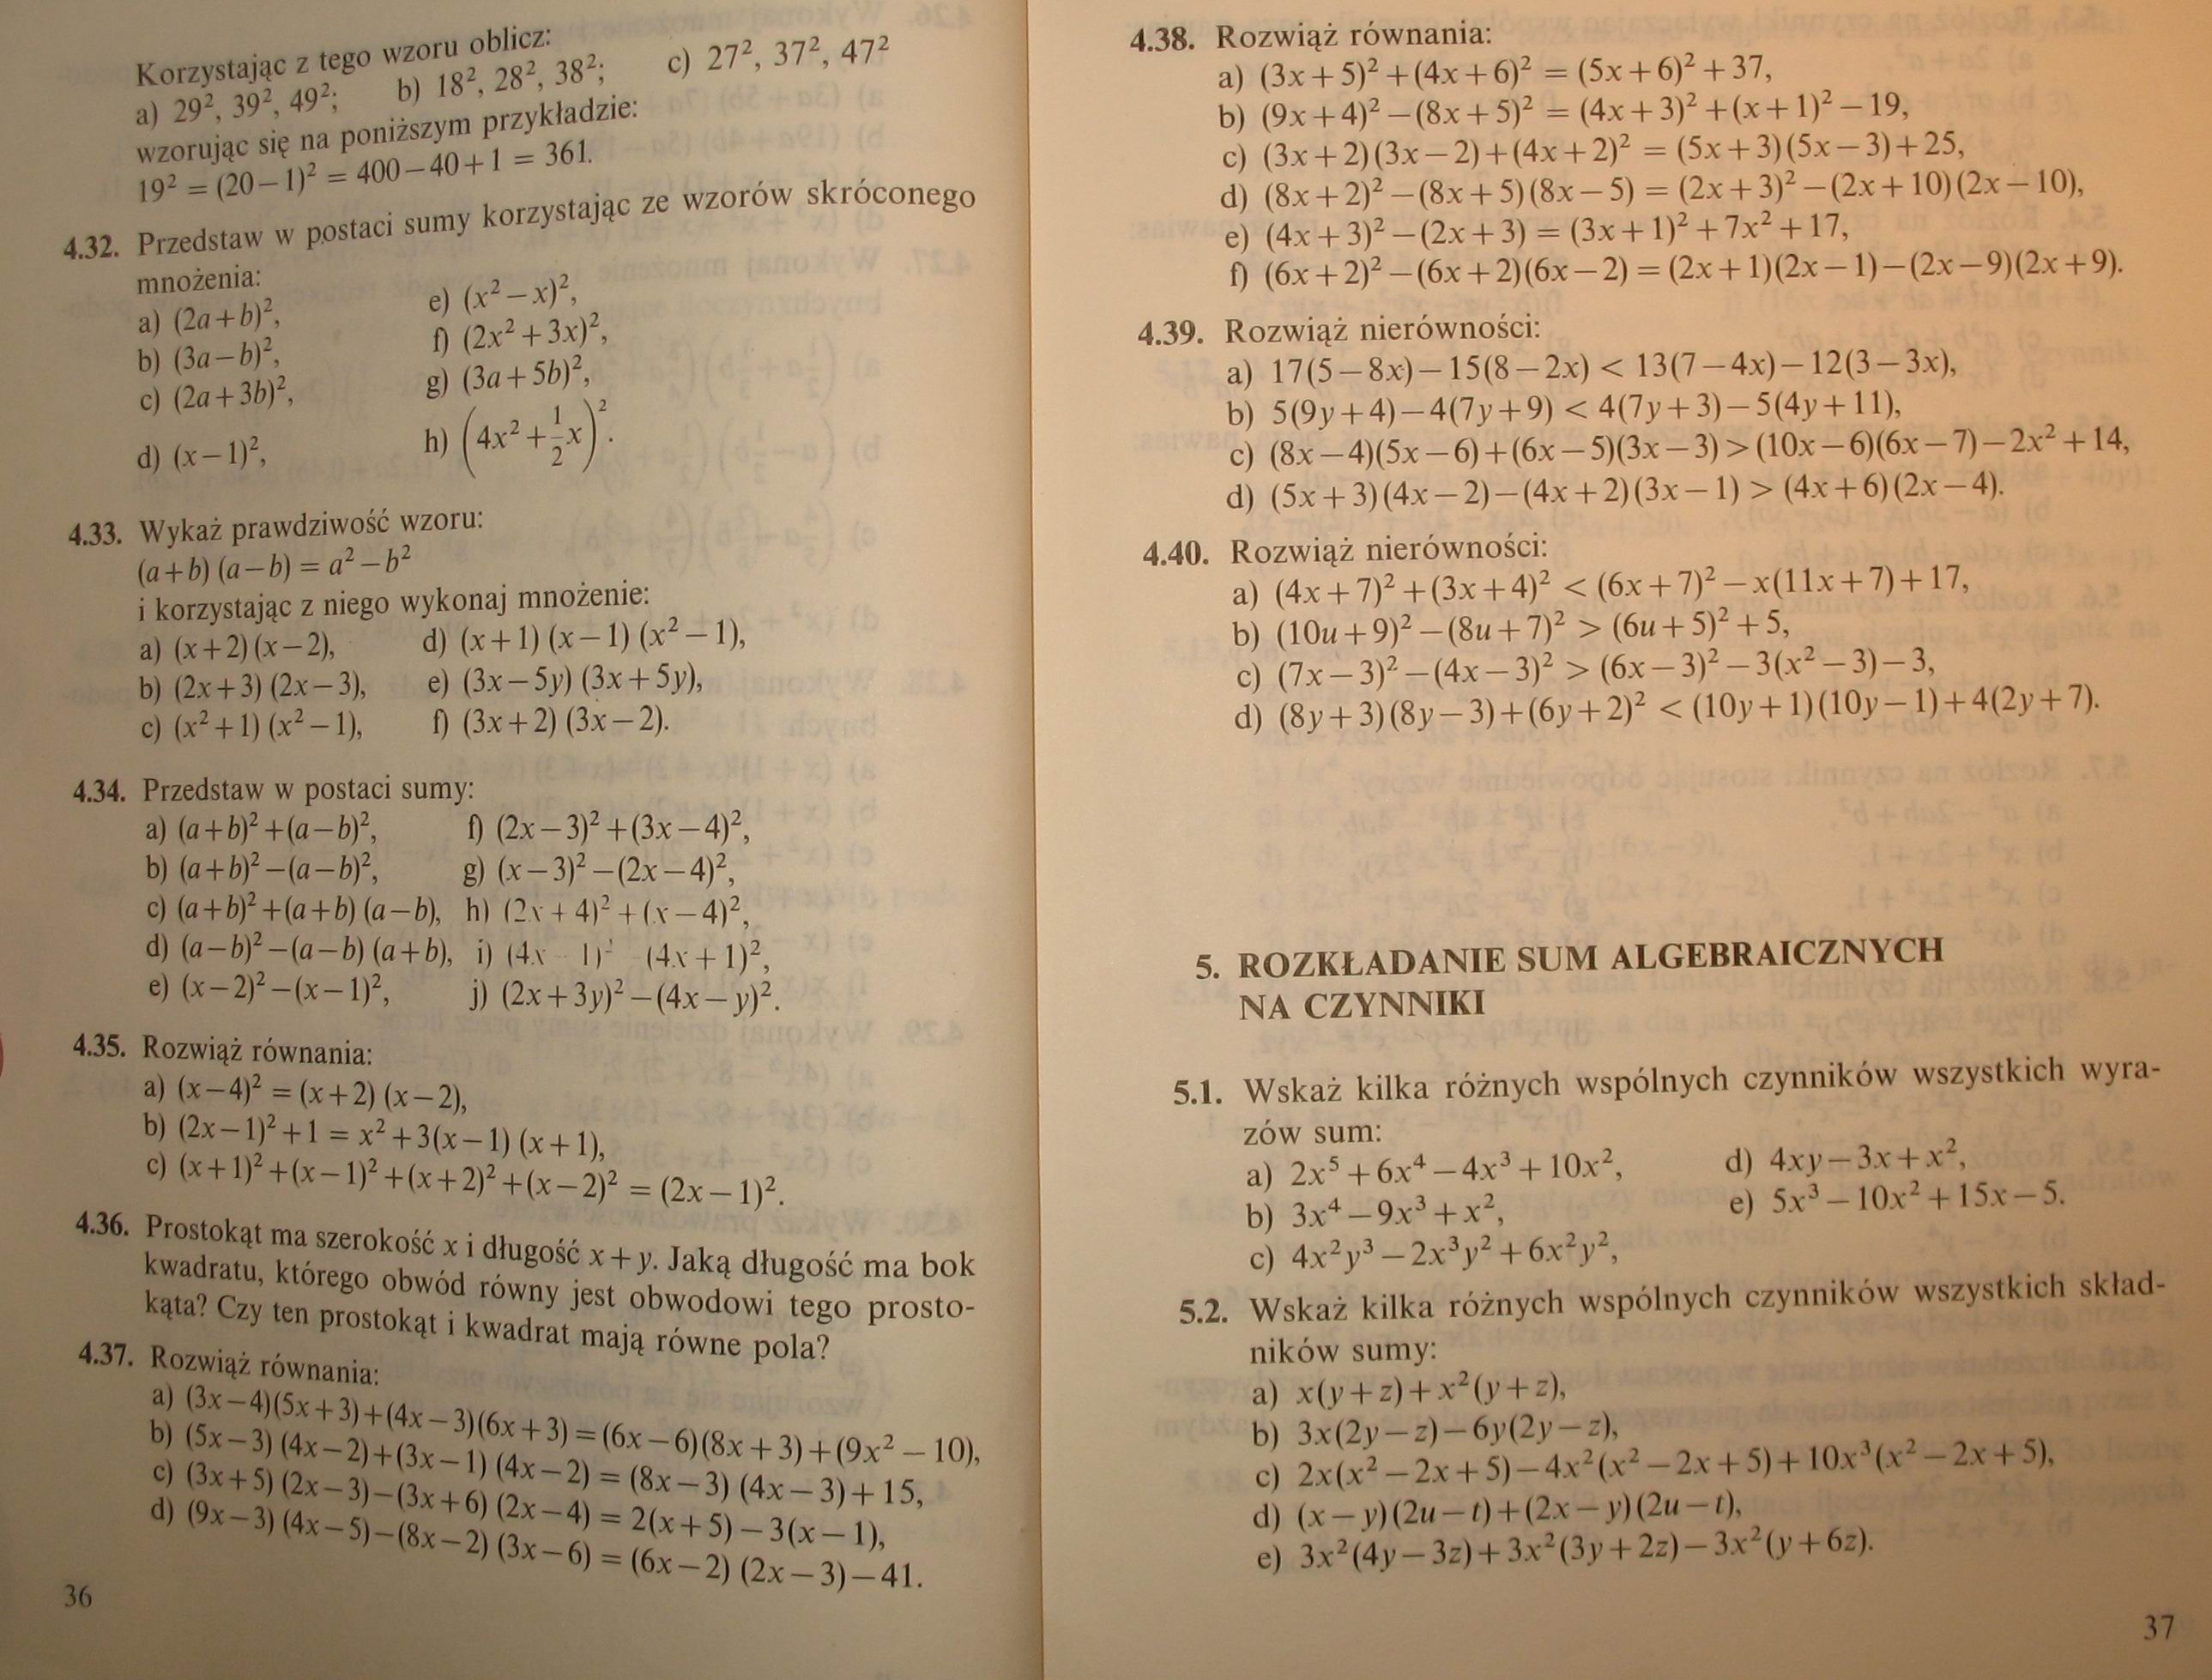 Korzystając z tego wzoru oblicz:
a) 29², 39², 49²; b) 18², 28², 38²; c) 27², 37², 47²
wzorując się na poniższym przykładzie:
19² = (20−1)² = 400−40+1 = 361.
4.32. Przedstaw w postaci sumy korzystając ze wzorów skróconego
mnożenia:
a) (2a+b)², e) (x²−x)²,
b) (3a−b)², f) (2x²+3x)²,
c) (2a+3b)², g) (3a+5b)²,
d) (x−1)², h) (4x²+½x)².
4.33. Wykaż prawdziwość wzoru:
(a+b) (a−b) = a²−b²
i korzystając z niego wykonaj mnożenie:
a) (x+2) (x−2), d) (x+1) (x−1) (x²−1),
b) (2x+3) (2x−3), e) (3x−5y) (3x+5y),
c) (x²+1) (x²−1), f) (3x+2) (3x−2).
4.34. Przedstaw w postaci sumy:
a) (a+b)²+(a−b)², f) (2x−3)²+(3x−4)²,
b) (a+b)²−(a−b)², g) (x−3)²−(2x−4)²,
c) (a+b)²+(a+b) (a−b), h) (2x+4)²+(x−4)²,
d) (a−b)²−(a−b) (a+b), i) (4x 1)² (4x+1)²,
e) (x−2)²−(x−1)², j) (2x+3y)²−(4x−y)².
4.35. Rozwiąż równania:
a) (x−4)² = (x+2) (x−2),
b) (2x−1)²+1 = x²+3(x−1) (x+1),
c) (x+1)²+(x−1)²+(x+2)²+(x−2)² = (2x−1)².
4.36. Prostokąt ma szerokość x i długość x+y. Jaką długość ma bok
kwadratu, którego obwód równy jest obwodowi tego prosto-
kąta? Czy ten prostokąt i kwadrat mają równe pola?
4.37. Rozwiąż równania:
a) (3x−4)(5x+3)+(4x−3)(6x+3) = (6x−6)(8x+3)+(9x²−10),
b) (5x−3) (4x−2)+(3x−1) (4x−2) = (8x−3) (4x−3)+15,
c) (3x+5) (2x−3)−(3x+6) (2x−4) = 2(x+5)−3(x−1),
d) (9x−3) (4x−5)−(8x−2) (3x−6) = (6x−2) (2x−3)−41.
36
4.38. Rozwiąż równania:
a) (3x+5)²+(4x+6)² = (5x+6)²+37,
b) (9x+4)²−(8x+5)² = (4x+3)²+(x+1)²−19,
c) (3x+2)(3x−2)+(4x+2)² = (5x+3)(5x−3)+25,
d) (8x+2)²−(8x+5)(8x−5) = (2x+3)²−(2x+10)(2x−10),
e) (4x+3)²−(2x+3) = (3x+1)²+7x²+17,
f) (6x+2)²−(6x+2)(6x−2) = (2x+1)(2x−1)−(2x−9)(2x+9).
4.39. Rozwiąż nierówności:
a) 17(5−8x)−15(8−2x) < 13(7−4x)−12(3−3x),
b) 5(9y+4)−4(7y+9) < 4(7y+3)−5(4y+11),
c) (8x−4)(5x−6)+(6x−5)(3x−3) > (10x−6)(6x−7)−2x²+14,
d) (5x+3)(4x−2)−(4x+2)(3x−1) > (4x+6)(2x−4).
4.40. Rozwiąż nierówności:
a) (4x+7)²+(3x+4)² < (6x+7)²−x(11x+7)+17,
b) (10u+9)²−(8u+7)² > (6u+5)²+5,
c) (7x−3)²−(4x−3)² > (6x−3)²−3(x²−3)−3,
d) (8y+3)(8y−3)+(6y+2)² < (10y+1)(10y−1)+4(2y+7).
5. ROZKŁADANIE SUM ALGEBRAICZNYCH
NA CZYNNIKI
5.1. Wskaż kilka różnych wspólnych czynników wszystkich wyra-
zów sum:
a) 2x⁵+6x⁴−4x³+10x², d) 4xy−3x+x²,
b) 3x⁴−9x³+x², e) 5x³−10x²+15x−5.
c) 4x²y³−2x³y²+6x²y²,
5.2. Wskaż kilka różnych wspólnych czynników wszystkich skład-
ników sumy:
a) x(y+z)+x²(y+z),
b) 3x(2y−z)−6y(2y−z),
c) 2x(x²−2x+5)−4x²(x²−2x+5)+10x³(x²−2x+5),
d) (x−y)(2u−t)+(2x−y)(2u−t),
e) 3x²(4y−3z)+3x²(3y+2z)−3x²(y+6z).
37